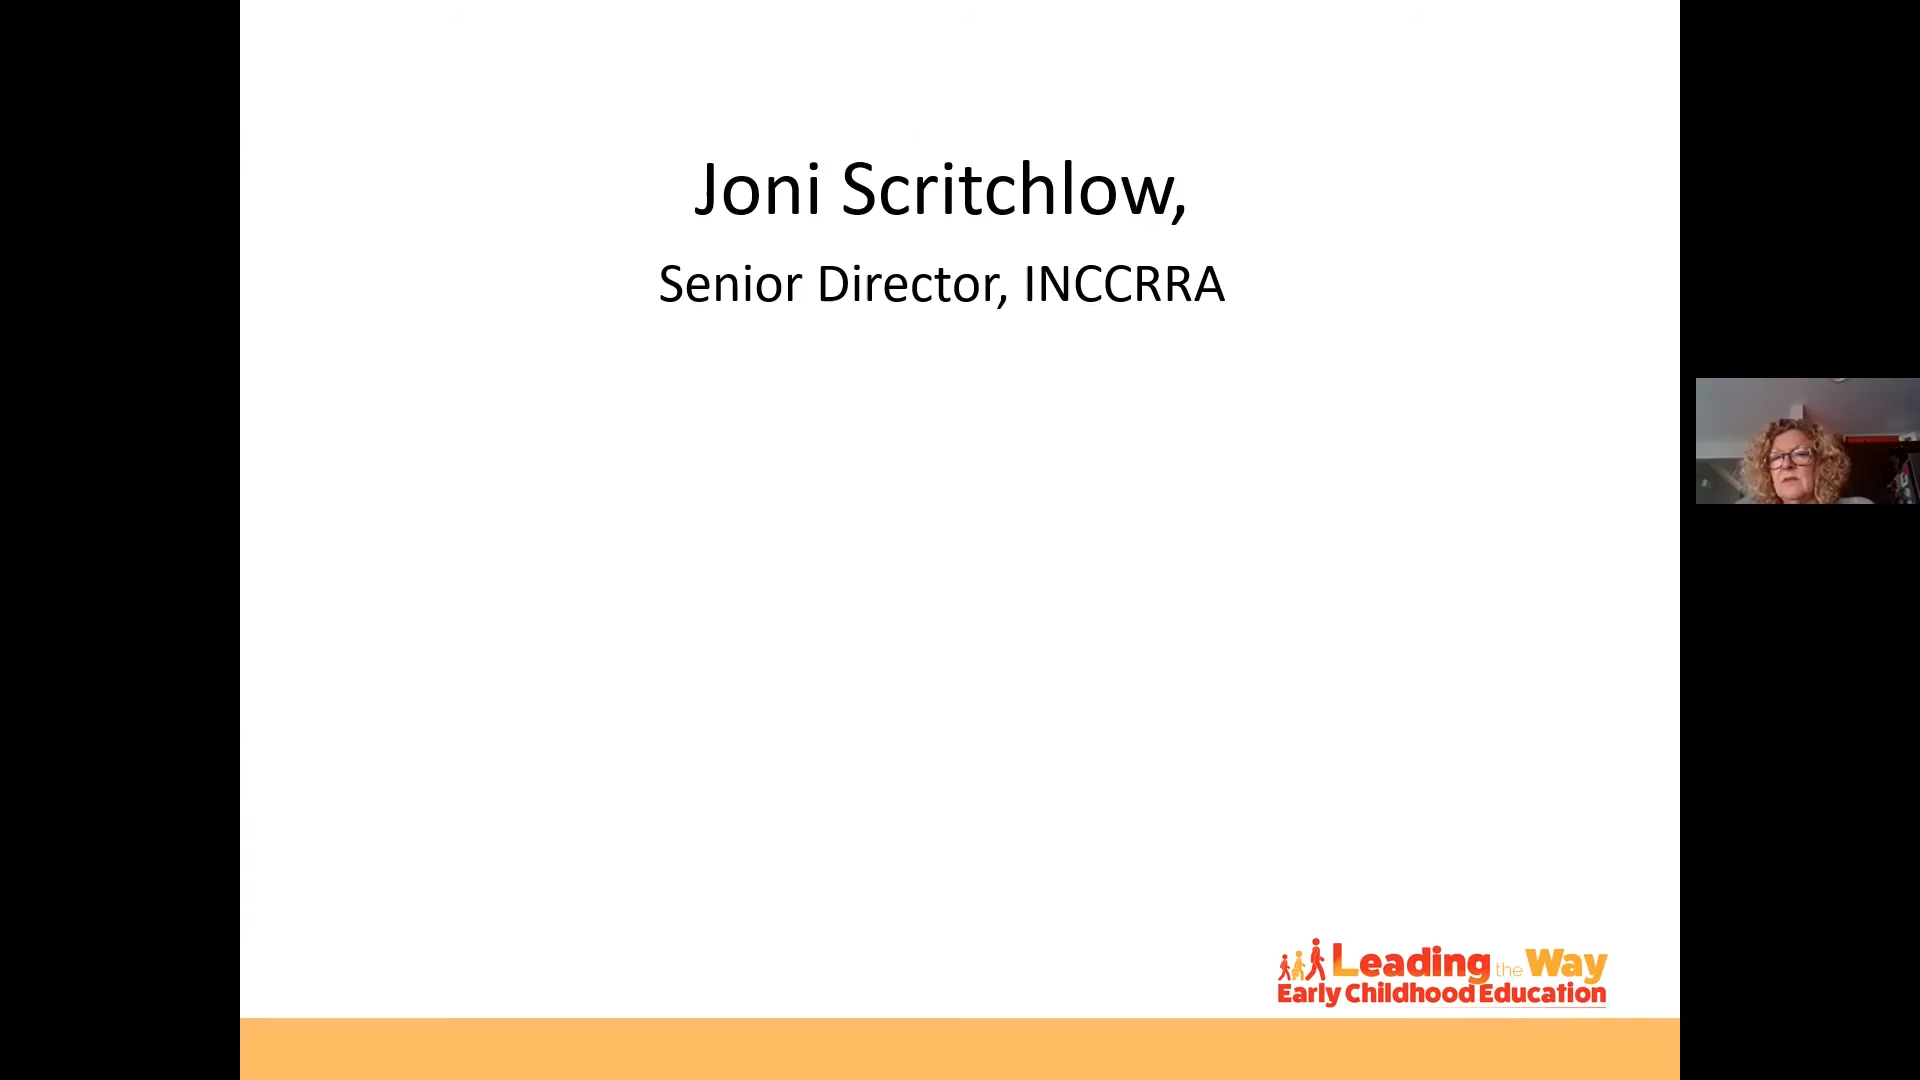 Joni Scritchlow,
Senior Director, INCCRRA
Leading the Way
Early Childhood Education